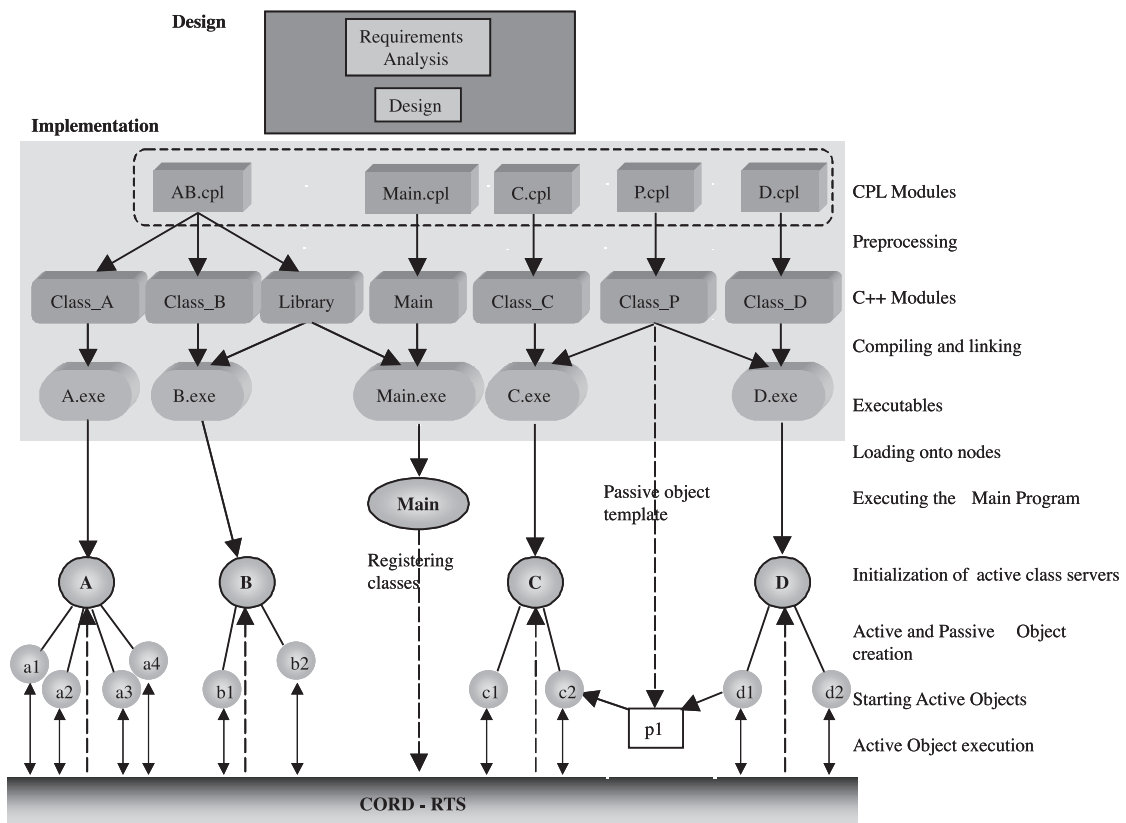 Design
Requirements
Analysis
Design
Implementation
AB.cpl Main.cpl C.cpl P.cpl D.cpl CPL Modules
Preprocessing
Class_A Class_B Library Main Class_C Class_P Class_D C++ Modules
Compiling and linking
A.exe B.exe Main.exe C.exe D.exe Executables
Loading onto nodes
Passive object
template
Main Executing the Main Program
Registering
classes
A B C D Initialization of active class servers
Active and Passive Object
creation
a1 a2 a3 a4 b1 b2 c1 c2 d1 d2 Starting Active Objects
p1
Active Object execution
CORD - RTS